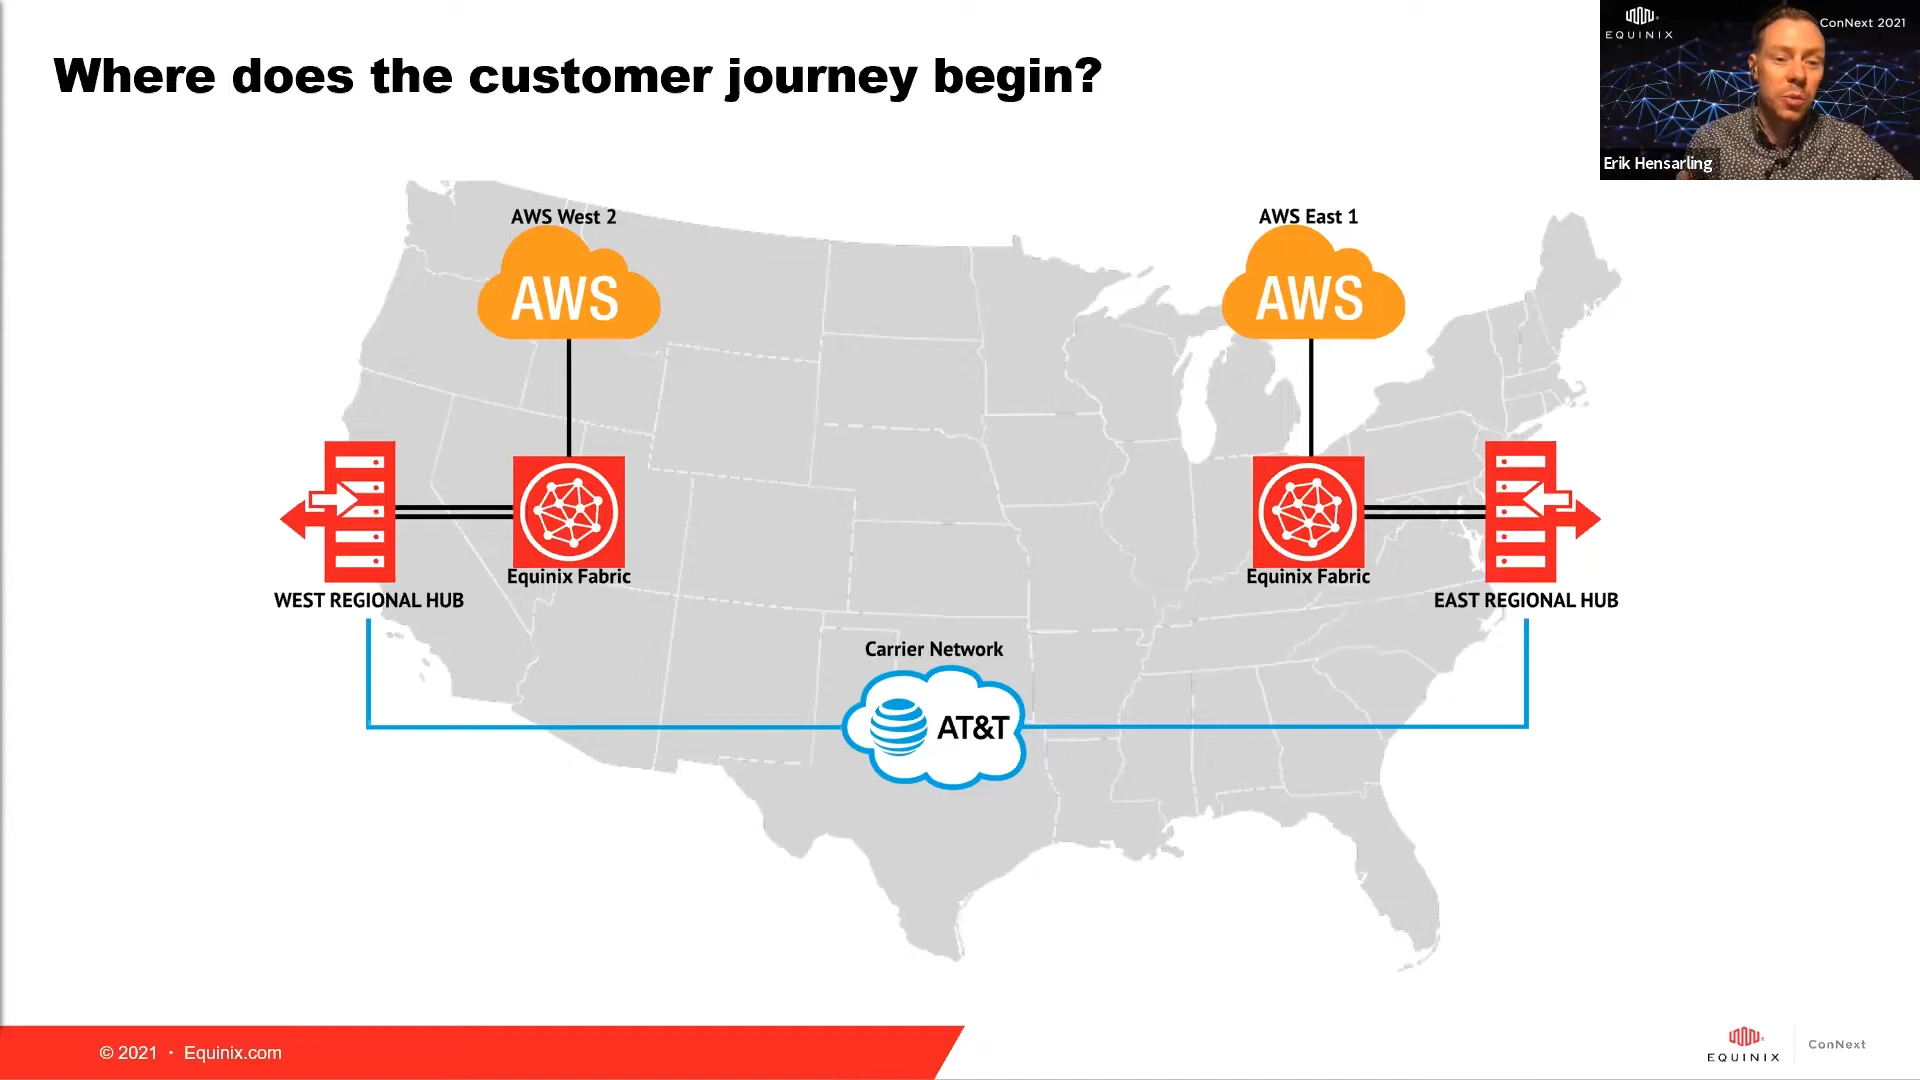 Where does the customer journey begin?
EQUINIX
ConNext 2021
Erik Hensarling
AWS West 2
AWS
AWS East 1
AWS
Equinix Fabric
WEST REGIONAL HUB
Equinix Fabric
EAST REGIONAL HUB
Carrier Network
AT&T
© 2021 · Equinix.com
EQUINIX
ConNext